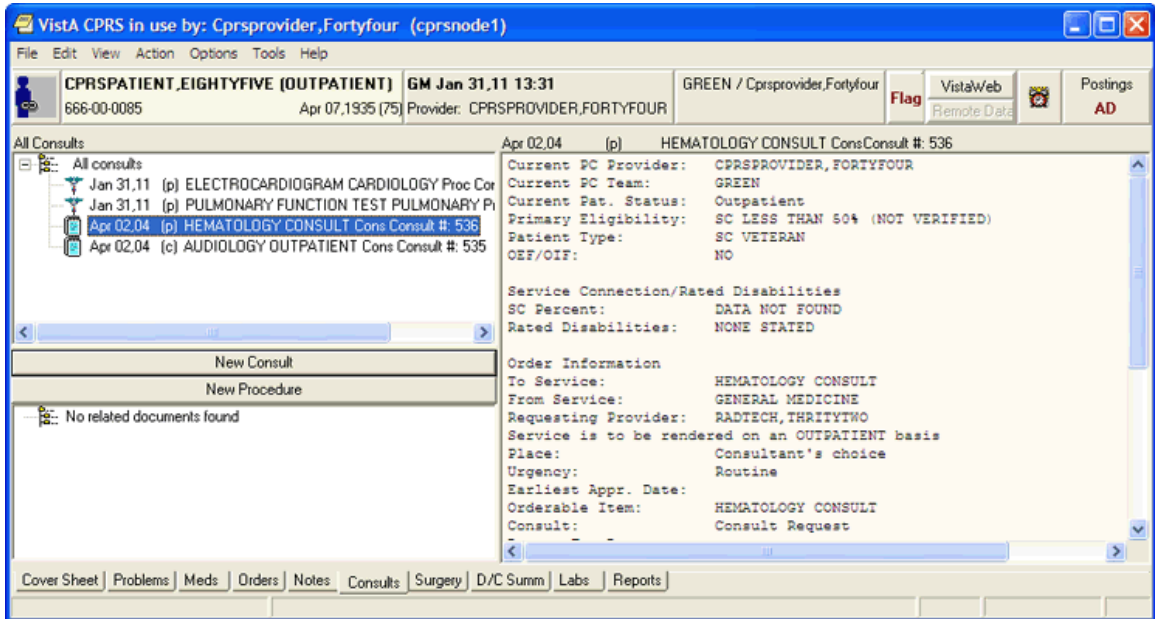 VistA CPRS in use by: Cprsprovider,Fortyfour (cprsnode1)
File Edit View Action Options Tools Help
CPRSPATIENT,EIGHTYFIVE (OUTPATIENT) GM Jan 31,11 13:31 GREEN / Cprsprovider,Fortyfour Flag VistaWeb Postings
666-00-0085 Apr 07,1935 (75) Provider: CPRSPROVIDER,FORTYFOUR Remote Data AD
All Consults
All consults
Jan 31,11 (p) ELECTROCARDIOGRAM CARDIOLOGY Proc Cor
Jan 31,11 (p) PULMONARY FUNCTION TEST PULMONARY
Apr 02,04 (p) HEMATOLOGY CONSULT Cons Consult #: 536
Apr 02,04 (c) AUDIOLOGY OUTPATIENT Cons Consult #: 535
New Consult
New Procedure
No related documents found
Apr 02,04 (p) HEMATOLOGY CONSULT ConsConsult #: 536
Current PC Provider: CPRSPROVIDER,FORTYFOUR
Current PC Team: GREEN
Current Pat. Status: Outpatient
Primary Eligibility: SC LESS THAN 50% (NOT VERIFIED)
Patient Type: SC VETERAN
OEF/OIF: NO
Service Connection/Rated Disabilities
SC Percent: DATA NOT FOUND
Rated Disabilities: NONE STATED
Order Information
To Service: HEMATOLOGY CONSULT
From Service: GENERAL MEDICINE
Requesting Provider: RADTECH,THRITYTWO
Service is to be rendered on an OUTPATIENT basis
Place: Consultant's choice
Urgency: Routine
Earliest Appr. Date:
Orderable Item: HEMATOLOGY CONSULT
Consult: Consult Request
Cover Sheet Problems Meds Orders Notes Consults Surgery D/C Summ Labs Reports